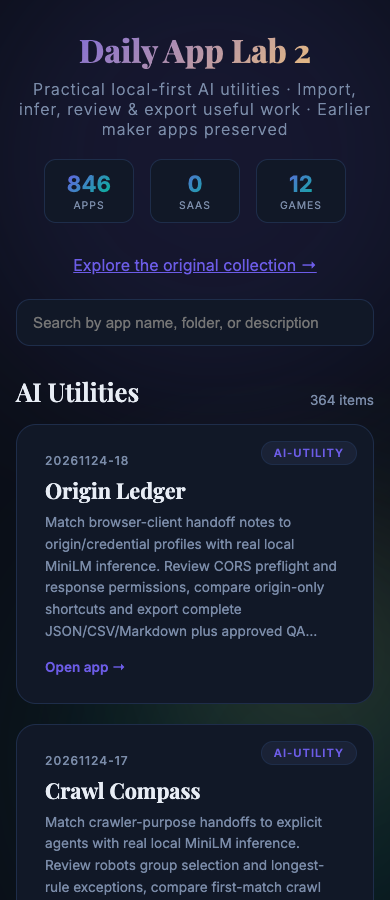 Daily App Lab 2
Practical local-first AI utilities · Import,
infer, review & export useful work · Earlier
maker apps preserved
846
APPS
0
SAAS
12
GAMES
Explore the original collection →
Search by app name, folder, or description
AI Utilities
364 items
20261124-18
AI-UTILITY
Origin Ledger
Match browser-client handoff notes to
origin/credential profiles with real local
MiniLM inference. Review CORS preflight and
response permissions, compare origin-only
shortcuts and export complete
JSON/CSV/Markdown plus approved QA...
Open app →
20261124-17
AI-UTILITY
Crawl Compass
Match crawler-purpose handoffs to explicit
agents with real local MiniLM inference.
Review robots group selection and longest-
rule exceptions, compare first-match crawl